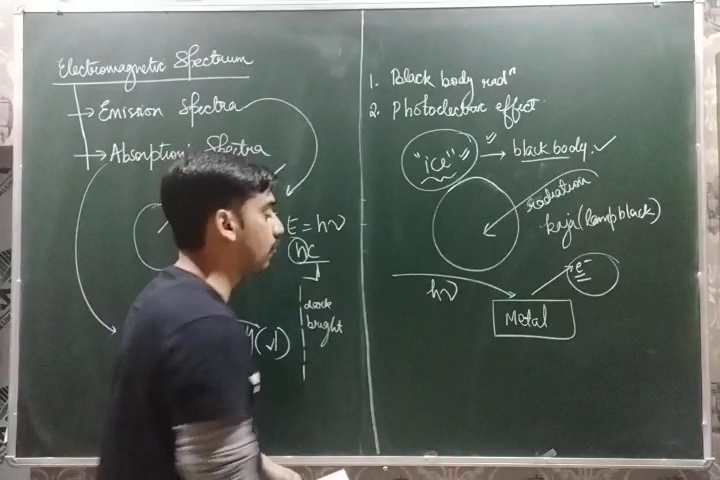 Electromagnetic Spectrum
→ Emission Spectra
→ Absorption Spectra
E = hν
hc
dark
bright
1. Black body radⁿ
2. Photoelectric effect
"ice" → black body. ✓
radiation
kaja (lamp black)
hν
e⁻
Metal